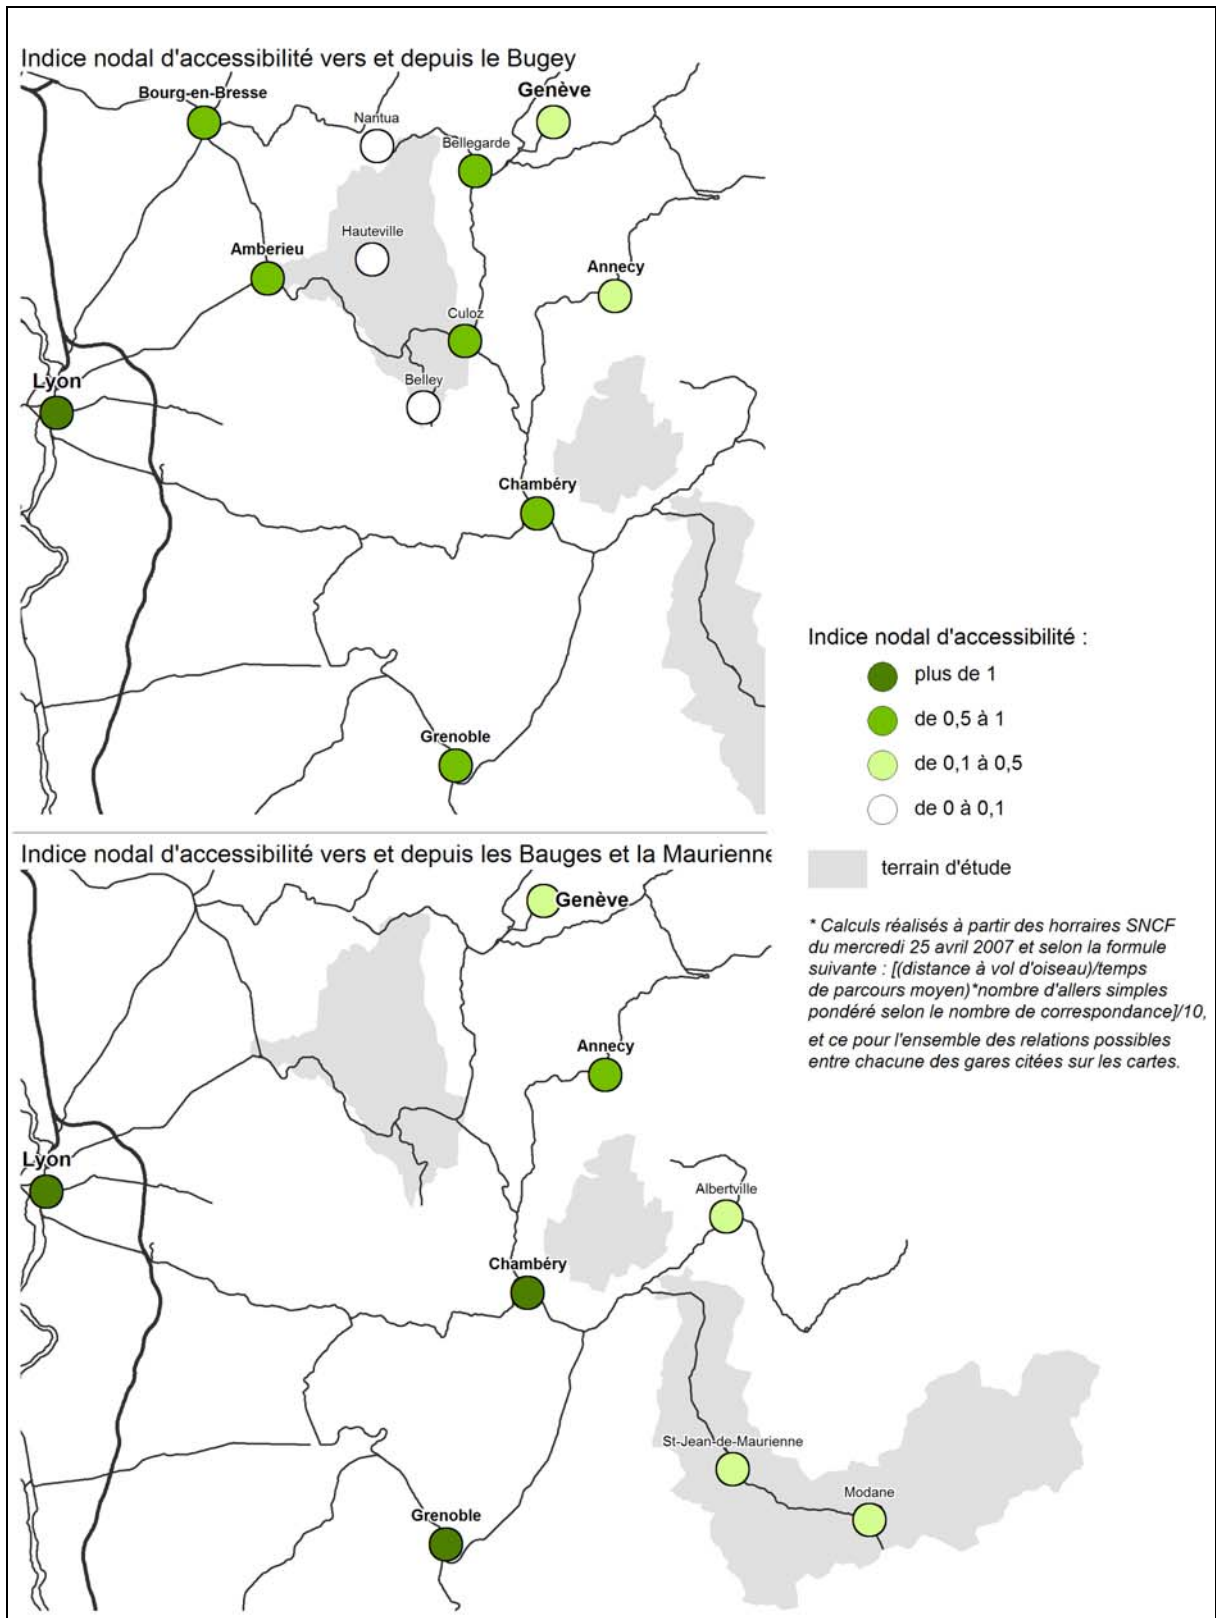 Indice nodal d'accessibilité vers et depuis le Bugey
Bourg-en-Bresse
Genève
Nantua
Bellegarde
Hauteville
Amberieu
Annecy
Culoz
Lyon
Belley
Chambéry
Grenoble
Indice nodal d'accessibilité :
plus de 1
de 0,5 à 1
de 0,1 à 0,5
de 0 à 0,1
terrain d'étude
* Calculs réalisés à partir des horraires SNCF
du mercredi 25 avril 2007 et selon la formule
suivante : [(distance à vol d'oiseau)/temps
de parcours moyen)*nombre d'allers simples
pondéré selon le nombre de correspondance]/10,
et ce pour l'ensemble des relations possibles
entre chacune des gares citées sur les cartes.
Indice nodal d'accessibilité vers et depuis les Bauges et la Maurienne
Genève
Annecy
Lyon
Albertville
Chambéry
St-Jean-de-Maurienne
Modane
Grenoble